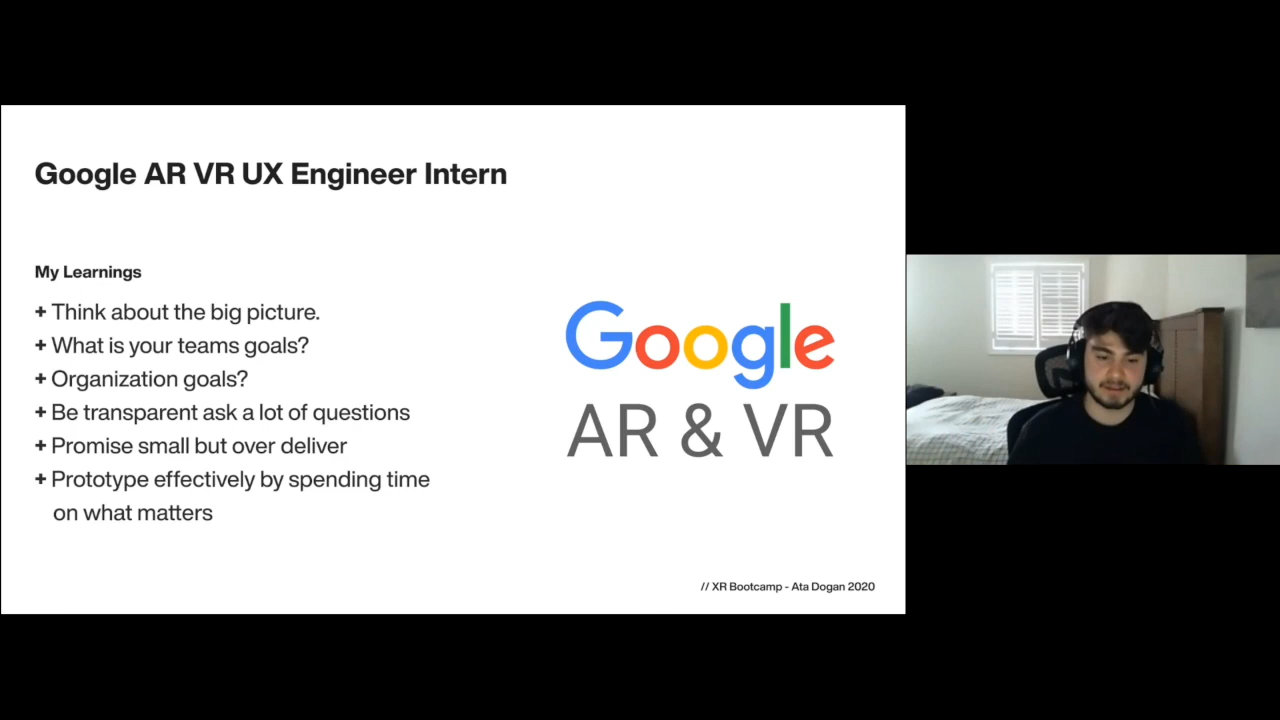 Google AR VR UX Engineer Intern
My Learnings
+ Think about the big picture.
+ What is your teams goals?
+ Organization goals?
+ Be transparent ask a lot of questions
+ Promise small but over deliver
+ Prototype effectively by spending time
on what matters
Google
AR & VR
// XR Bootcamp - Ata Dogan 2020